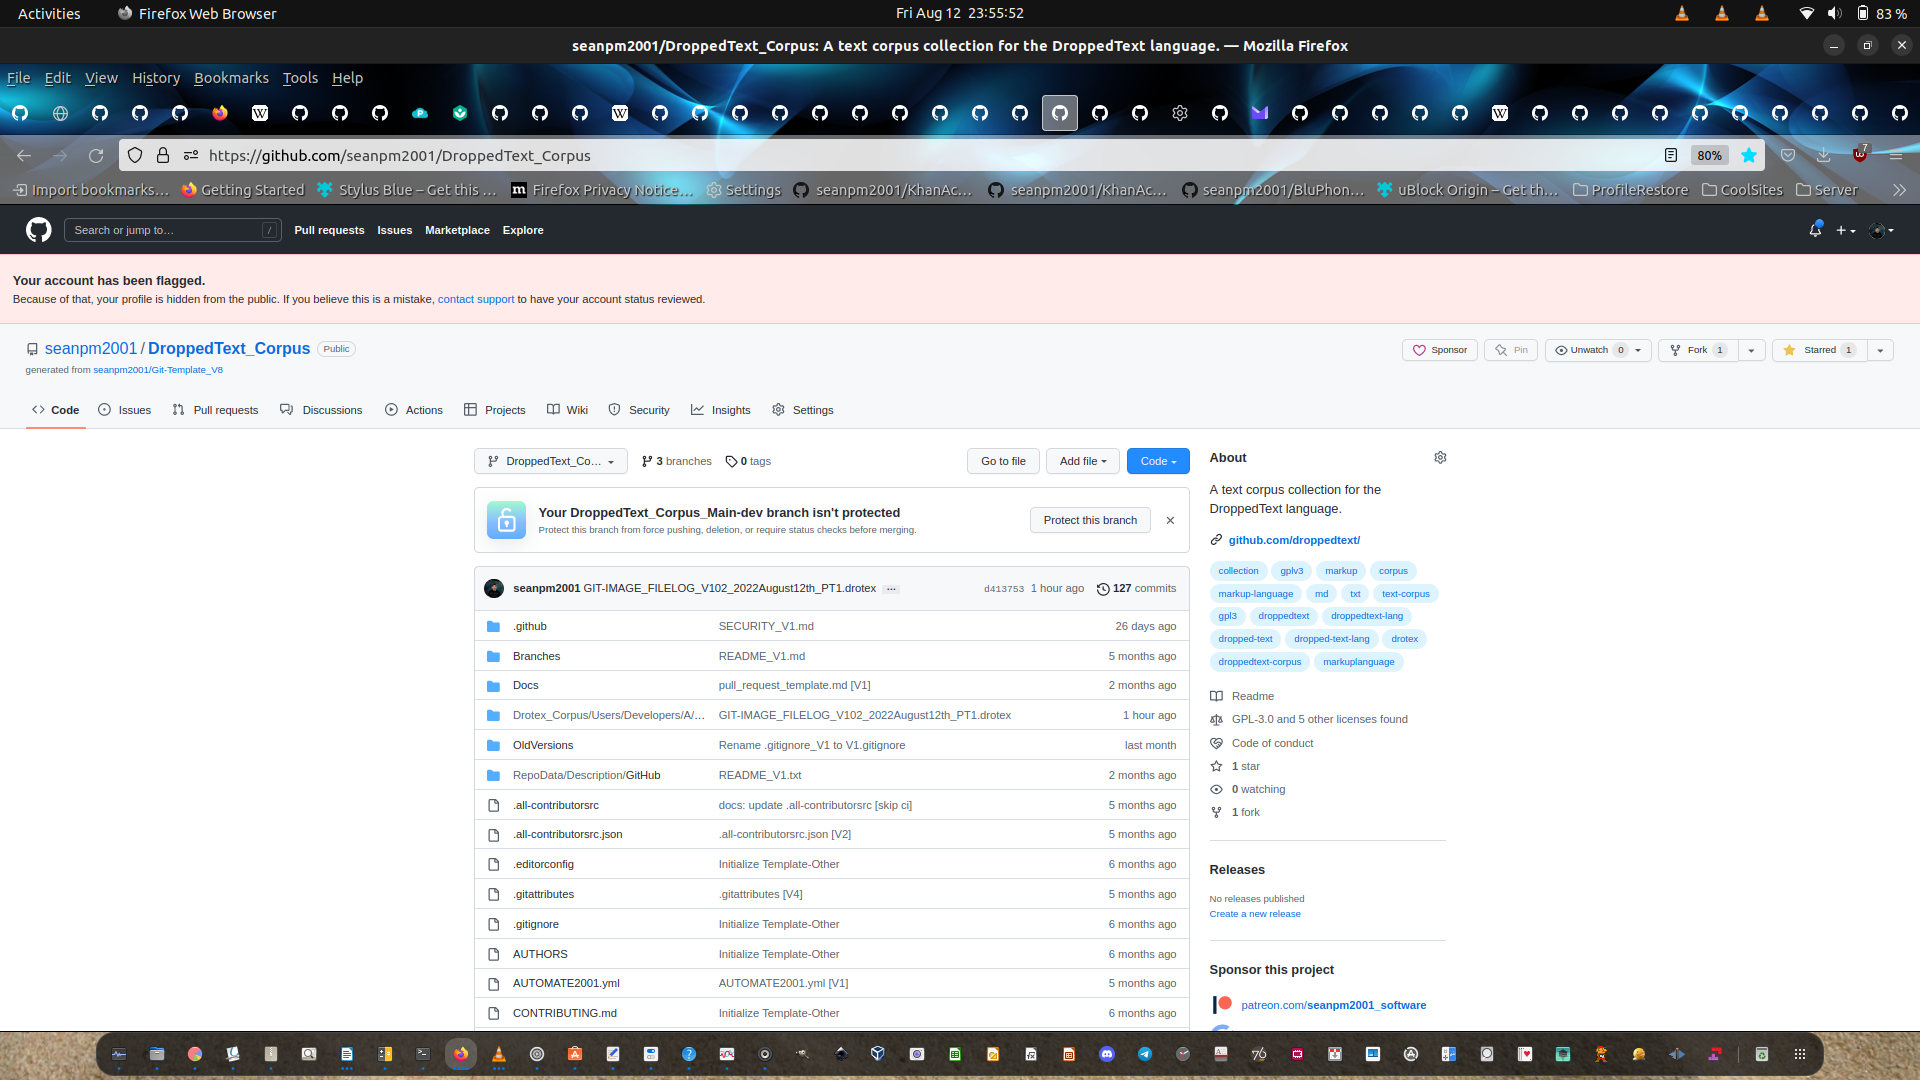 Activities
Firefox Web Browser
Fri Aug 12 23:55:52
83 %
seanpm2001/DroppedText_Corpus: A text corpus collection for the DroppedText language. — Mozilla Firefox
File Edit View History Bookmarks Tools Help
https://github.com/seanpm2001/DroppedText_Corpus
80%
7
Import bookmarks… Getting Started Stylus Blue – Get this … Firefox Privacy Notice… Settings seanpm2001/KhanAc… seanpm2001/KhanAc… seanpm2001/BluPhon… uBlock Origin – Get th… ProfileRestore CoolSites Server
Search or jump to… /
Pull requests Issues Marketplace Explore
Your account has been flagged.
Because of that, your profile is hidden from the public. If you believe this is a mistake, contact support to have your account status reviewed.
seanpm2001 / DroppedText_Corpus Public
generated from seanpm2001/Git-Template_V8
Sponsor Pin Unwatch 0 Fork 1 Starred 1
Code Issues Pull requests Discussions Actions Projects Wiki Security Insights Settings
DroppedText_Co… 3 branches 0 tags
Go to file Add file Code
Your DroppedText_Corpus_Main-dev branch isn't protected
Protect this branch from force pushing, deletion, or require status checks before merging.
Protect this branch
seanpm2001 GIT-IMAGE_FILELOG_V102_2022August12th_PT1.drotex … d413753 1 hour ago 127 commits
.github SECURITY_V1.md 26 days ago
Branches README_V1.md 5 months ago
Docs pull_request_template.md [V1] 2 months ago
Drotex_Corpus/Users/Developers/A/… GIT-IMAGE_FILELOG_V102_2022August12th_PT1.drotex 1 hour ago
OldVersions Rename .gitignore_V1 to V1.gitignore last month
RepoData/Description/GitHub README_V1.txt 2 months ago
.all-contributorsrc docs: update .all-contributorsrc [skip ci] 5 months ago
.all-contributorsrc.json .all-contributorsrc.json [V2] 5 months ago
.editorconfig Initialize Template-Other 6 months ago
.gitattributes .gitattributes [V4] 5 months ago
.gitignore Initialize Template-Other 6 months ago
AUTHORS Initialize Template-Other 6 months ago
AUTOMATE2001.yml AUTOMATE2001.yml [V1] 5 months ago
CONTRIBUTING.md Initialize Template-Other 6 months ago
About
A text corpus collection for the
DroppedText language.
github.com/droppedtext/
collection gplv3 markup corpus
markup-language md txt text-corpus
gpl3 droppedtext droppedtext-lang
dropped-text dropped-text-lang drotex
droppedtext-corpus markuplanguage
Readme
GPL-3.0 and 5 other licenses found
Code of conduct
1 star
0 watching
1 fork
Releases
No releases published
Create a new release
Sponsor this project
patreon.com/seanpm2001_software